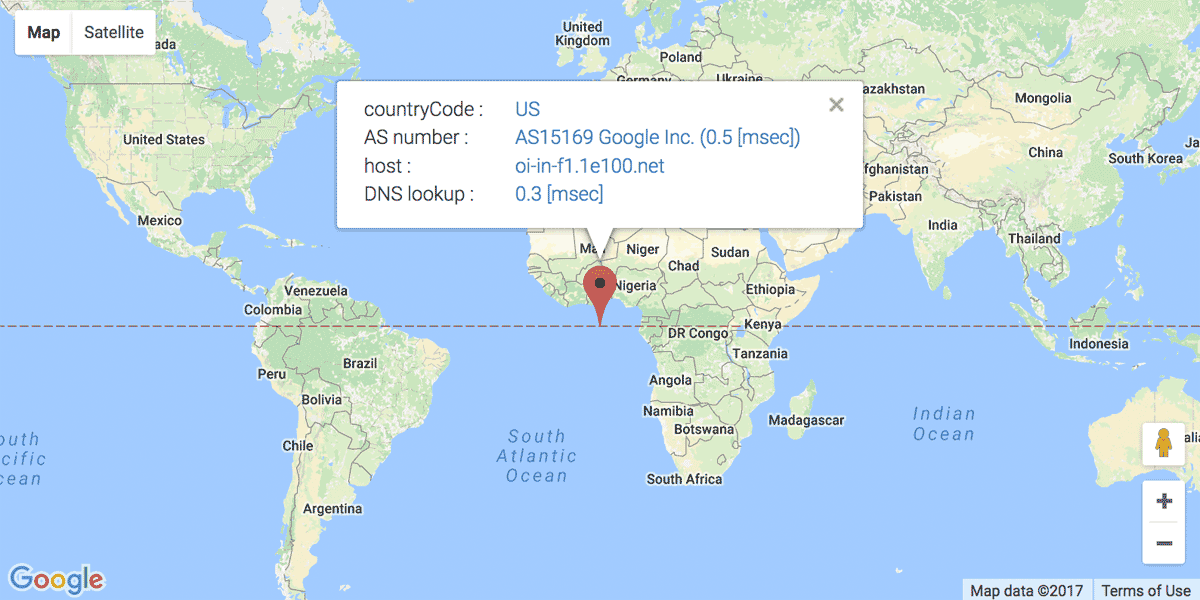 Map Satellite
ada
United
Kingdom
Poland
Germany
Ukraine
azakhstan
Mongolia
United States
countryCode : US
AS number : AS15169 Google Inc. (0.5 [msec])
host : oi-in-f1.1e100.net
DNS lookup : 0.3 [msec]
China
South Korea
Ja
fghanistan
Pakistan
Mexico
India
Thailand
Mali
Niger
Chad
Sudan
Nigeria
Ethiopia
Venezuela
Colombia
DR Congo
Kenya
Tanzania
Indonesia
Brazil
Peru
Bolivia
Angola
Namibia
Botswana
Madagascar
Indian
Ocean
outh
cific
ean
Chile
South
Atlantic
Ocean
South Africa
ali
Argentina
Google
Map data ©2017 Terms of Use